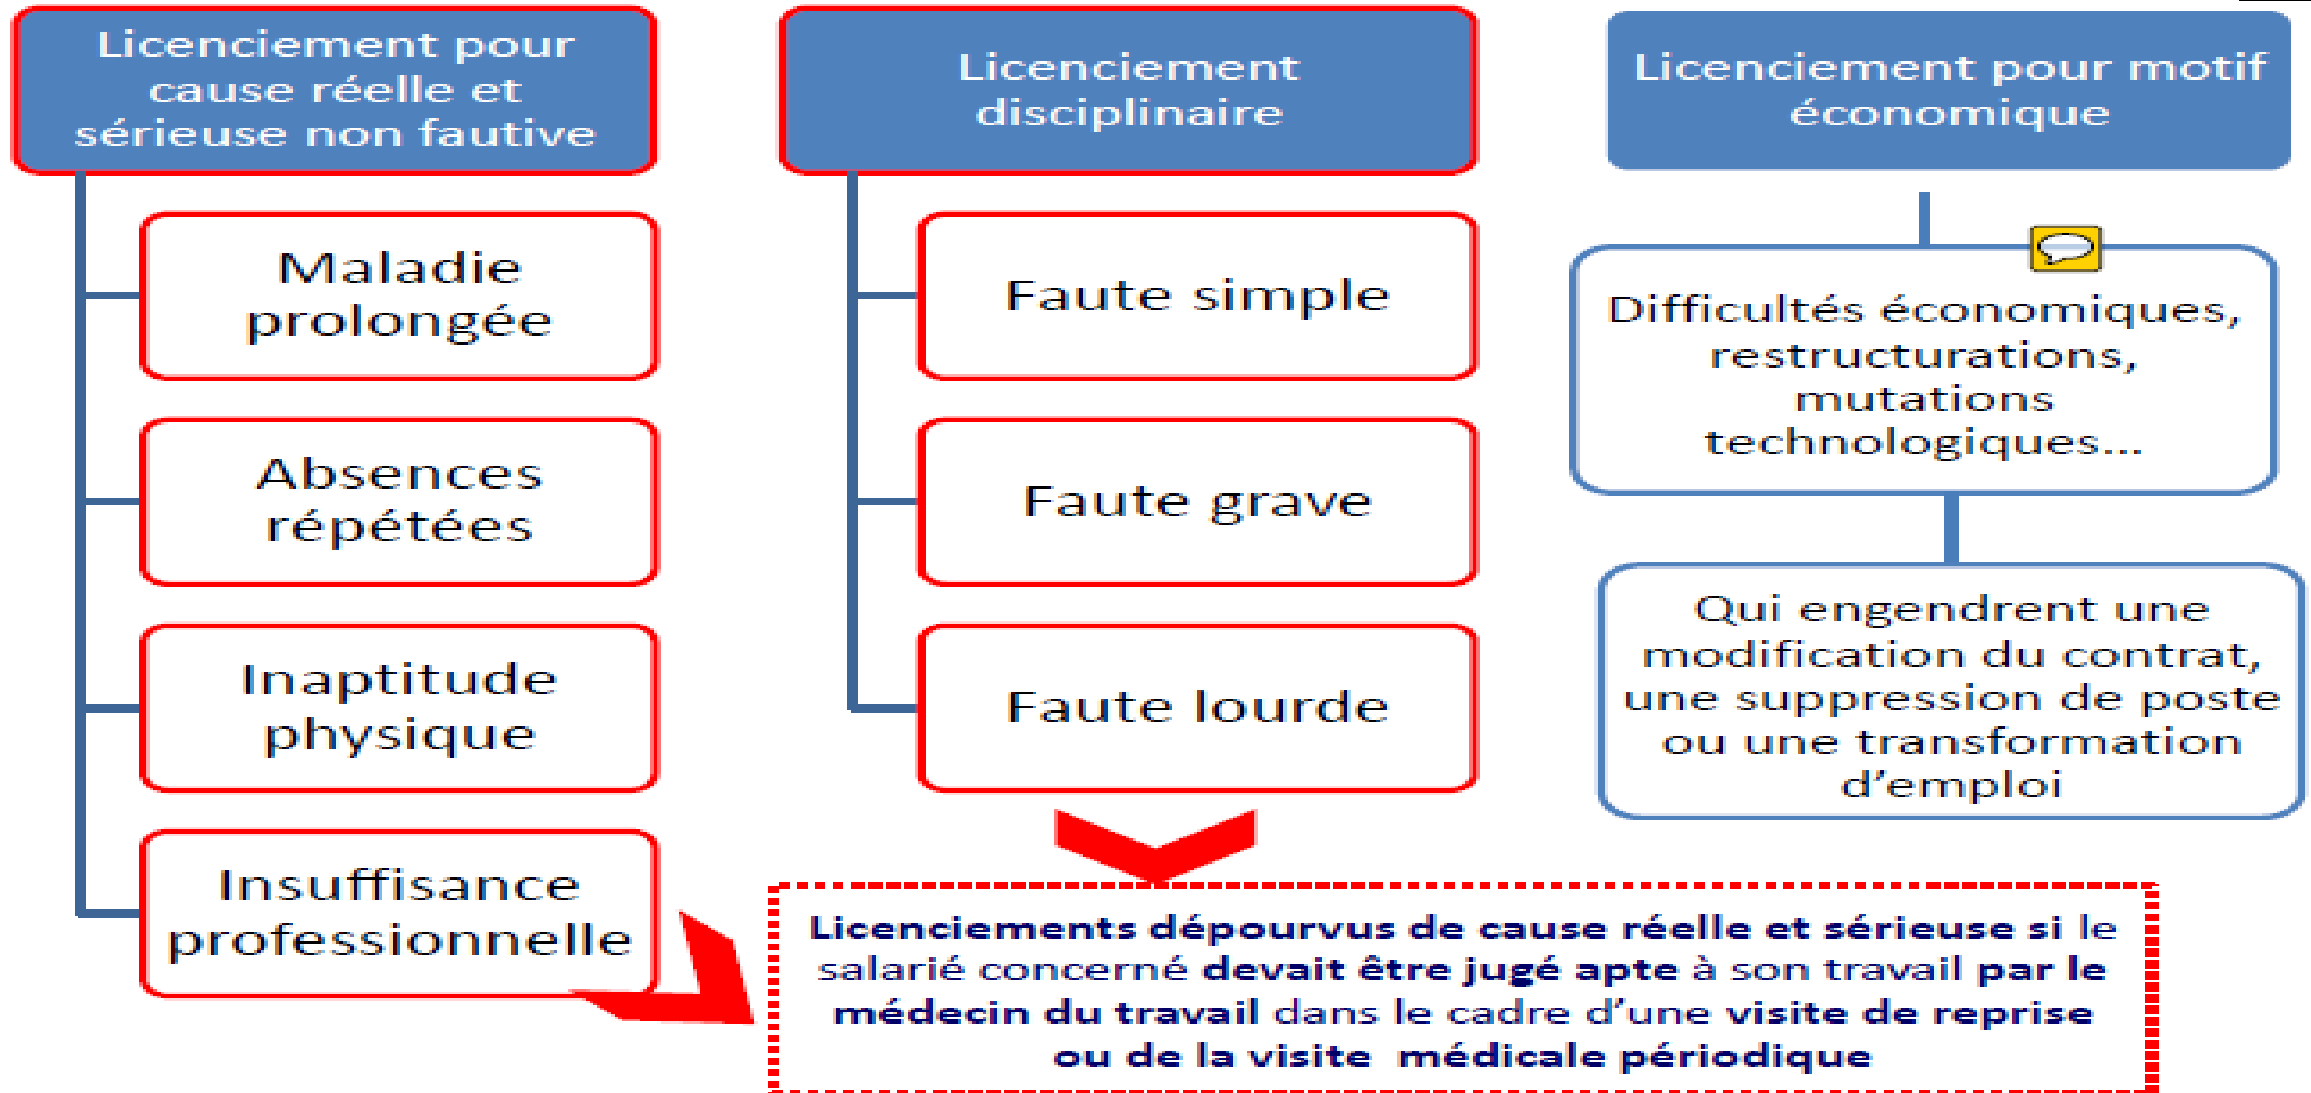 Licenciement pour
cause réelle et
sérieuse non fautive
Maladie
prolongée
Absences
répétées
Inaptitude
physique
Insuffisance
professionnelle
Licenciement
disciplinaire
Faute simple
Faute grave
Faute lourde
Licenciement pour motif
économique
Difficultés économiques,
restructurations,
mutations
technologiques...
Qui engendrent une
modification du contrat,
une suppression de poste
ou une transformation
d’emploi
Licenciements dépourvus de cause réelle et sérieuse si le
salarié concerné devait être jugé apte à son travail par le
médecin du travail dans le cadre d’une visite de reprise
ou de la visite médicale périodique